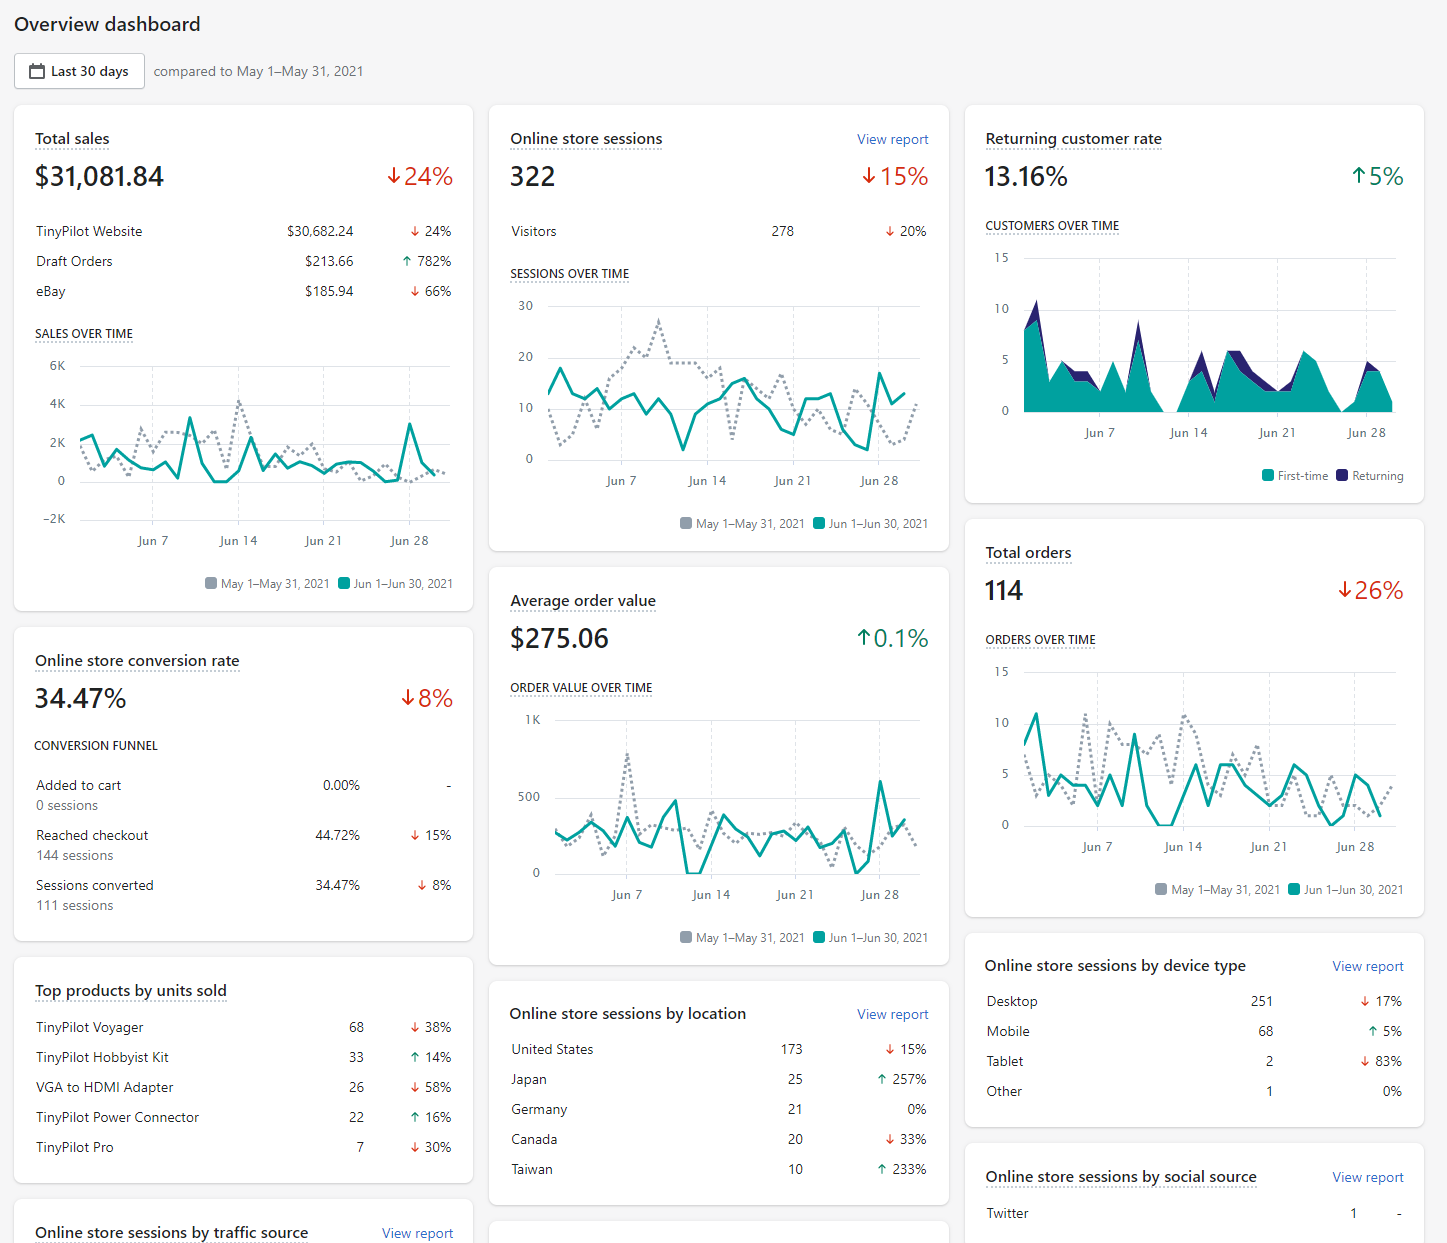 Overview dashboard
Last 30 days compared to May 1–May 31, 2021
Total sales
$31,081.84 ↓24%
TinyPilot Website $30,682.24 ↓ 24%
Draft Orders $213.66 ↑ 782%
eBay $185.94 ↓ 66%
SALES OVER TIME
6K
4K
2K
0
−2K
Jun 7 Jun 14 Jun 21 Jun 28
May 1–May 31, 2021 Jun 1–Jun 30, 2021
Online store conversion rate
34.47% ↓8%
CONVERSION FUNNEL
Added to cart 0.00% -
0 sessions
Reached checkout 44.72% ↓ 15%
144 sessions
Sessions converted 34.47% ↓ 8%
111 sessions
Top products by units sold
TinyPilot Voyager 68 ↓ 38%
TinyPilot Hobbyist Kit 33 ↑ 14%
VGA to HDMI Adapter 26 ↓ 58%
TinyPilot Power Connector 22 ↑ 16%
TinyPilot Pro 7 ↓ 30%
Online store sessions by traffic source View report
Online store sessions View report
322 ↓15%
Visitors 278 ↓ 20%
SESSIONS OVER TIME
30
20
10
0
Jun 7 Jun 14 Jun 21 Jun 28
May 1–May 31, 2021 Jun 1–Jun 30, 2021
Average order value
$275.06 ↑0.1%
ORDER VALUE OVER TIME
1K
500
0
Jun 7 Jun 14 Jun 21 Jun 28
May 1–May 31, 2021 Jun 1–Jun 30, 2021
Online store sessions by location View report
United States 173 ↓ 15%
Japan 25 ↑ 257%
Germany 21 0%
Canada 20 ↓ 33%
Taiwan 10 ↑ 233%
Returning customer rate
13.16% ↑5%
CUSTOMERS OVER TIME
15
10
5
0
Jun 7 Jun 14 Jun 21 Jun 28
First-time Returning
Total orders
114 ↓26%
ORDERS OVER TIME
15
10
5
0
Jun 7 Jun 14 Jun 21 Jun 28
May 1–May 31, 2021 Jun 1–Jun 30, 2021
Online store sessions by device type View report
Desktop 251 ↓ 17%
Mobile 68 ↑ 5%
Tablet 2 ↓ 83%
Other 1 0%
Online store sessions by social source View report
Twitter 1 -